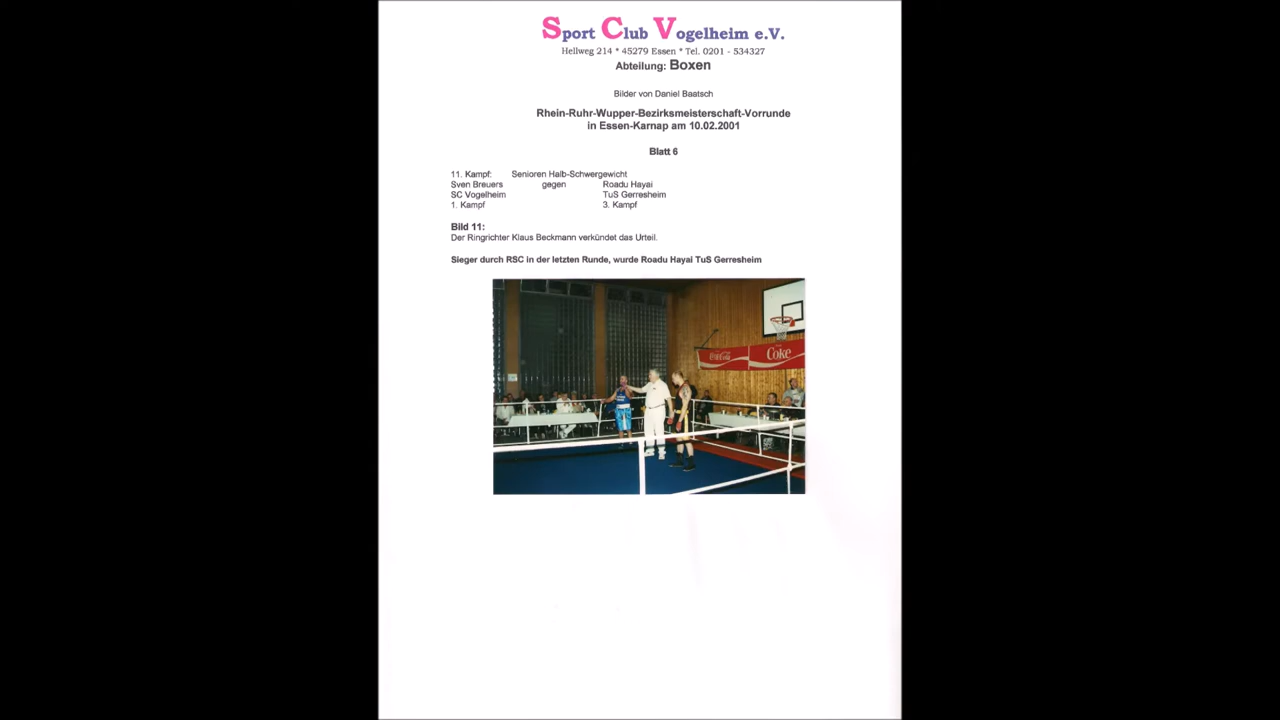 Sport Club Vogelheim e.V.
Hellweg 214 * 45279 Essen * Tel. 0201 - 534327
Abteilung: Boxen
Bilder von Daniel Baatsch
Rhein-Ruhr-Wupper-Bezirksmeisterschaft-Vorrunde
in Essen-Karnap am 10.02.2001
Blatt 6
11. Kampf: Senioren Halb-Schwergewicht
Sven Breuers gegen Roadu Hayai
SC Vogelheim TuS Gerresheim
1. Kampf 3. Kampf
Bild 11:
Der Ringrichter Klaus Beckmann verkündet das Urteil.
Sieger durch RSC in der letzten Runde, wurde Roadu Hayai TuS Gerresheim
Coca-Cola Coke